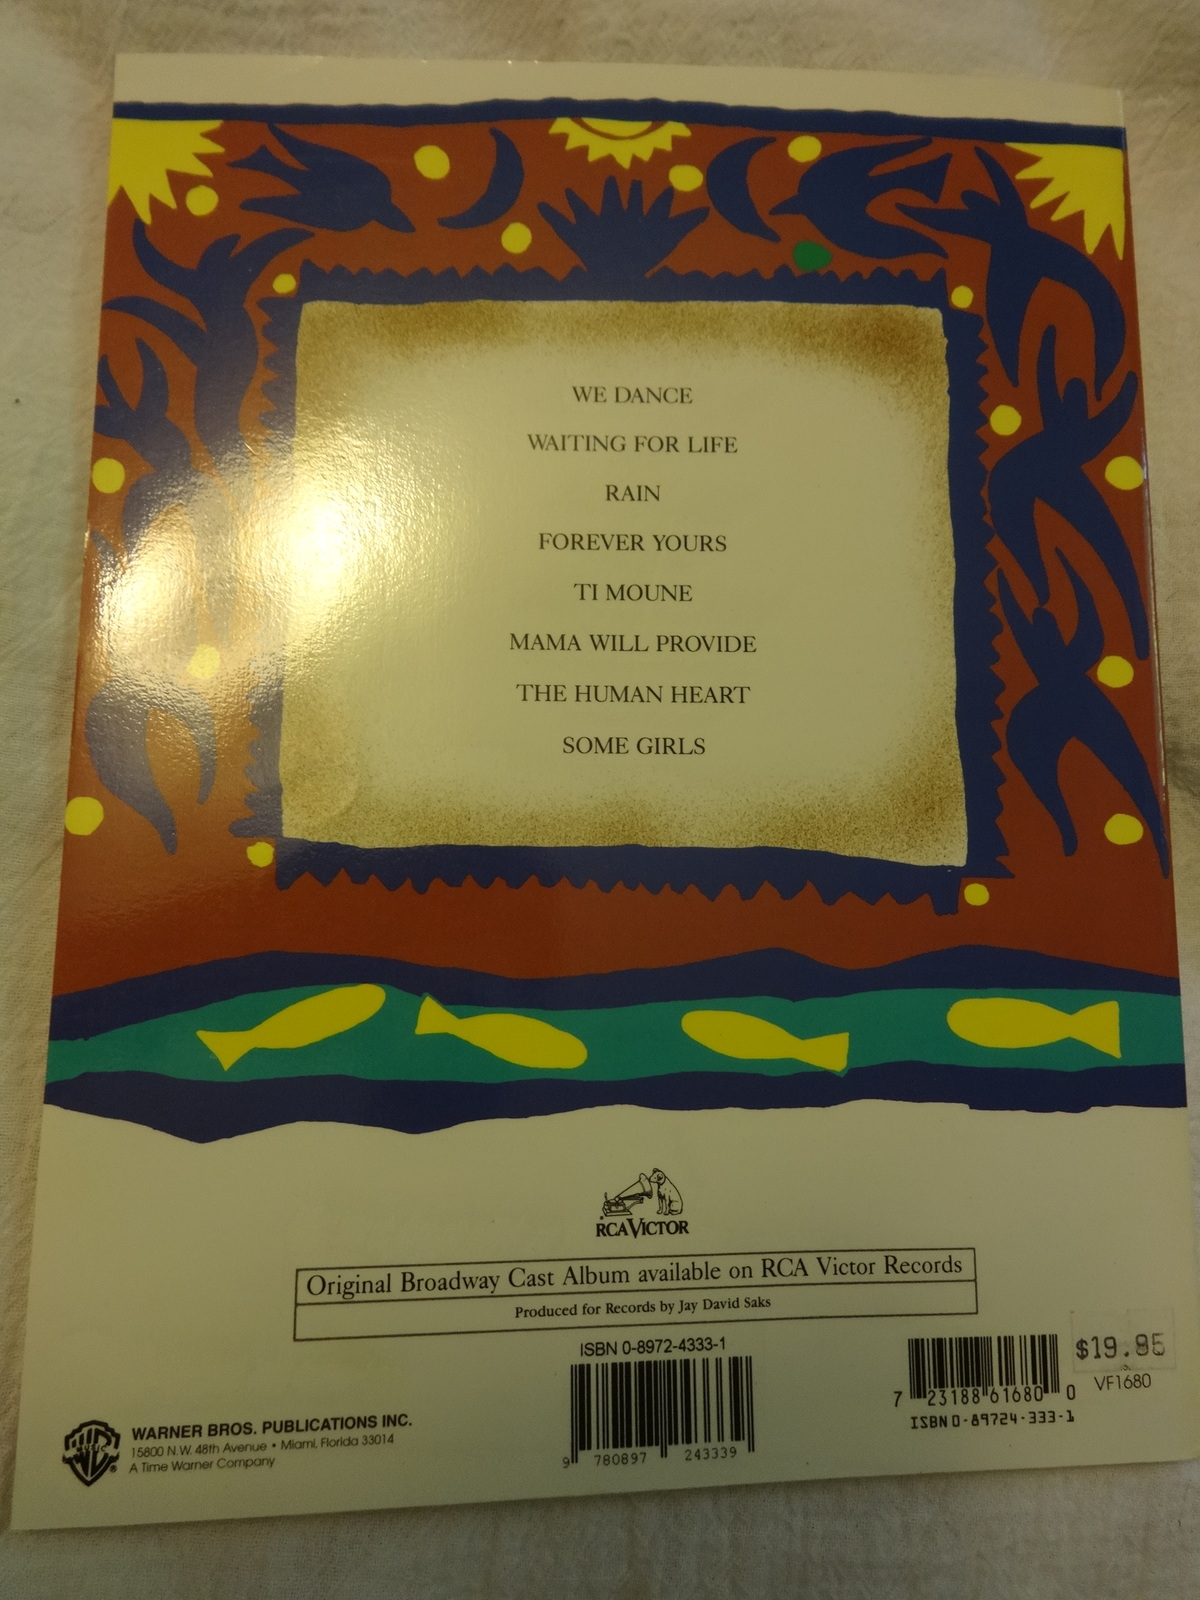 WE DANCE
WAITING FOR LIFE
RAIN
FOREVER YOURS
TI MOUNE
MAMA WILL PROVIDE
THE HUMAN HEART
SOME GIRLS
RCA VICTOR
Original Broadway Cast Album available on RCA Victor Records
Produced for Records by Jay David Saks
ISBN 0-8972-4333-1
9 780897 243339
7 23188 61680 0
ISBN 0-89724-333-1
$19.95
VF1680
WARNER BROS. PUBLICATIONS INC.
15800 N.W. 48th Avenue • Miami, Florida 33014
A Time Warner Company